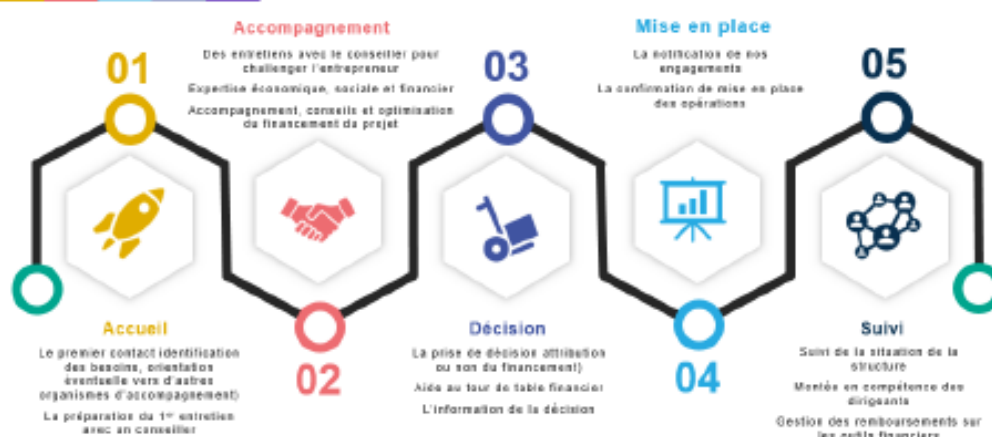 01
Accueil
Le premier contact identification
des besoins, orientation
éventuelle vers d'autres
organismes d'accompagnement)
La préparation du 1er entretien
avec un conseiller
Accompagnement
Des entretiens avec le conseiller pour
challenger l'entrepreneur
Expertise économique, sociale et financier
Accompagnement, conseils et optimisation
du financement du projet
02
03
Décision
La prise de décision attribution
ou non du financement)
Aide au tour de table financier
L'information de la décision
Mise en place
La notification de nos
engagements
La confirmation de mise en place
des opérations
04
05
Suivi
Suivi de la situation de la
structure
Montée en compétence des
dirigeants
Gestion des remboursements sur
les outils financiers